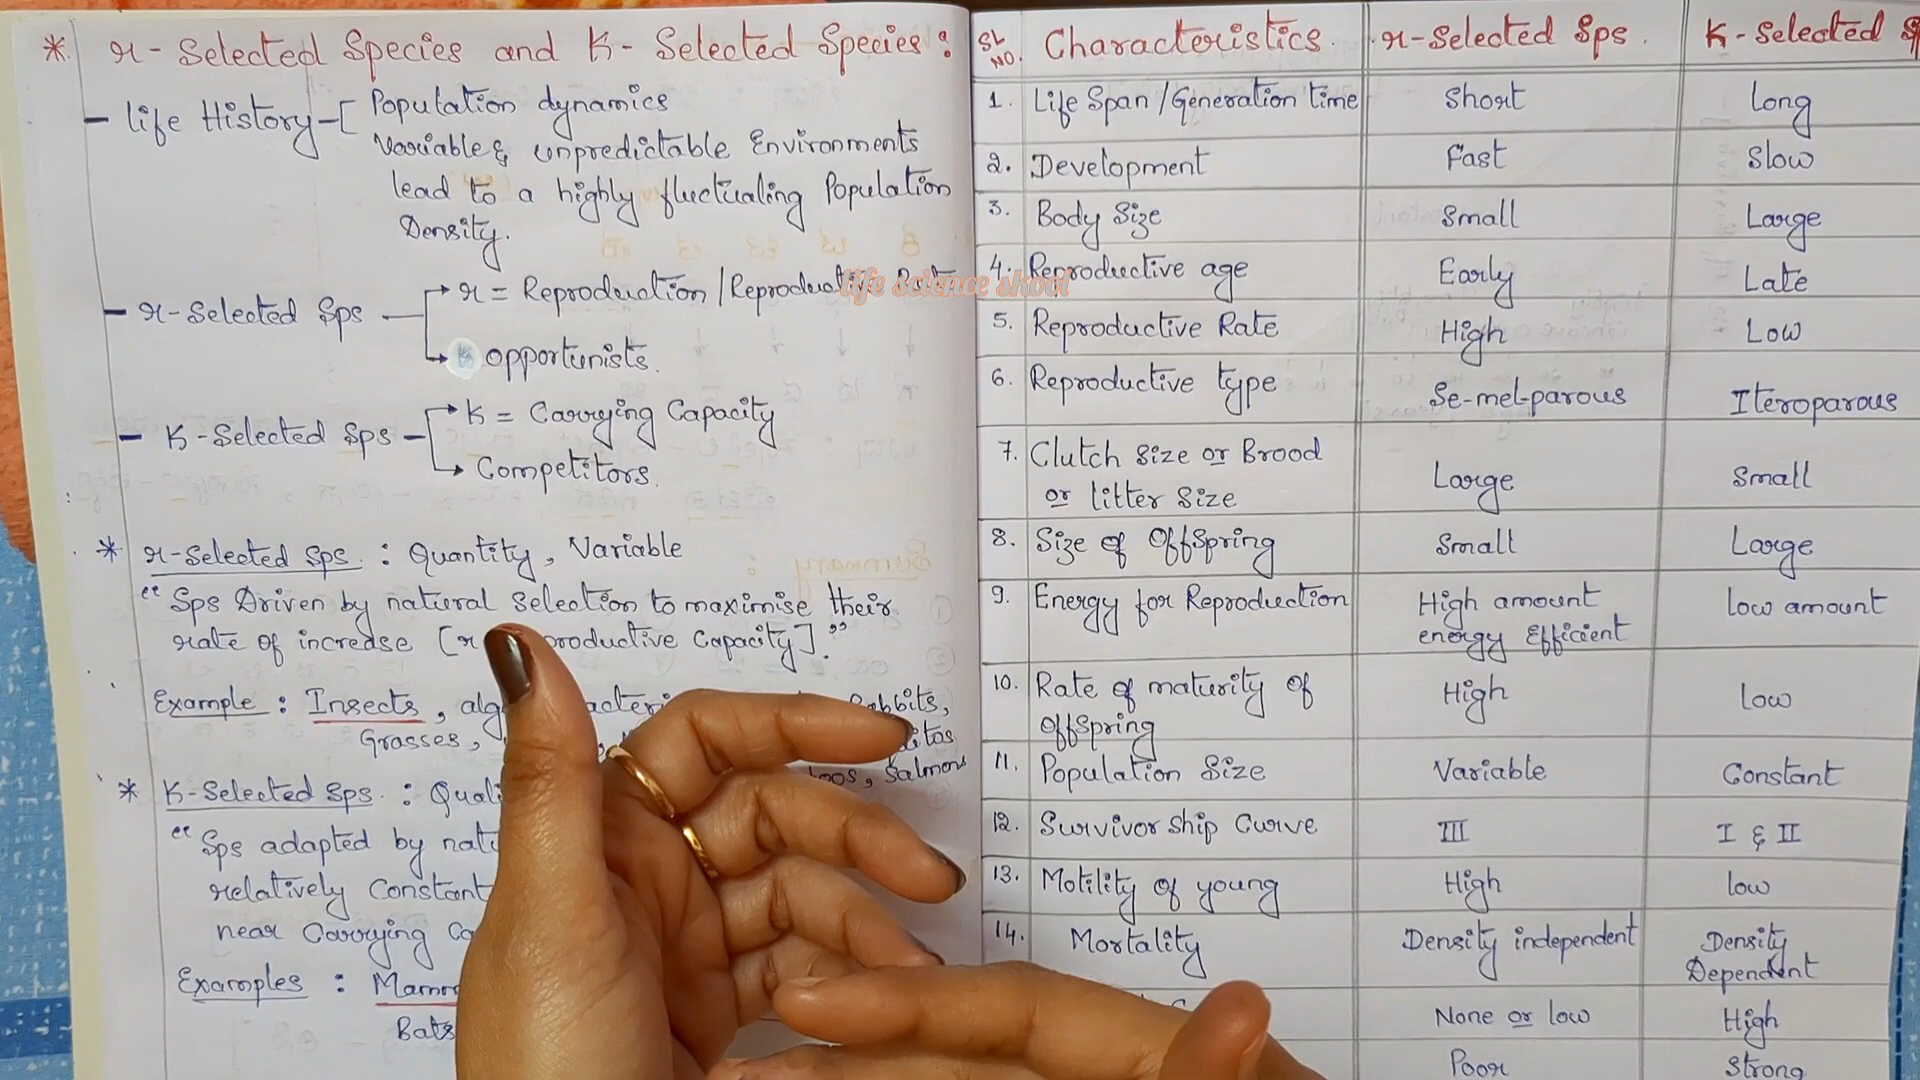 * r-Selected Species and K-Selected Species:
- Life History - [ Population dynamics
Variable & unpredictable Environments
lead to a highly fluctualing Population
Density.
- r-Selected Sps → r = Reproduction / Reproductive Rate
→ opportunists.
- K-Selected Sps → K = Carrying Capacity
→ Competitors.
* r-Selected Sps. : Quantity, Variable
"Sps Driven by natural Selection to maximise their
rate of increase [r productive Capacity]."
Example : Insects, Rabbits,
Grasses,
Salmons
* K-Selected Sps. :
"Sps adapted by
relatively Constant
near Carrying
Examples :
Bats
life science skool
SL NO. Characteristics. r-Selected Sps. K-Selected
1. Life Span / Generation time Short Long
2. Development Fast Slow
3. Body Size Small Large
4. Reproductive age Early Late
5. Reproductive Rate High Low
6. Reproductive type Se-mel-parous Iteroparous
7. Clutch Size or Brood
or litter Size Large Small
8. Size of Offspring Small Large
9. Energy for Reproduction High amount low amount
energy Efficient
10. Rate of maturity of
Offspring High low
11. Population Size Variable Constant
12. Survivor ship Curve III I & II
13. Motility of young High low
14. Mortality Density independent Density
Dependent
None or low High
Poor Strong